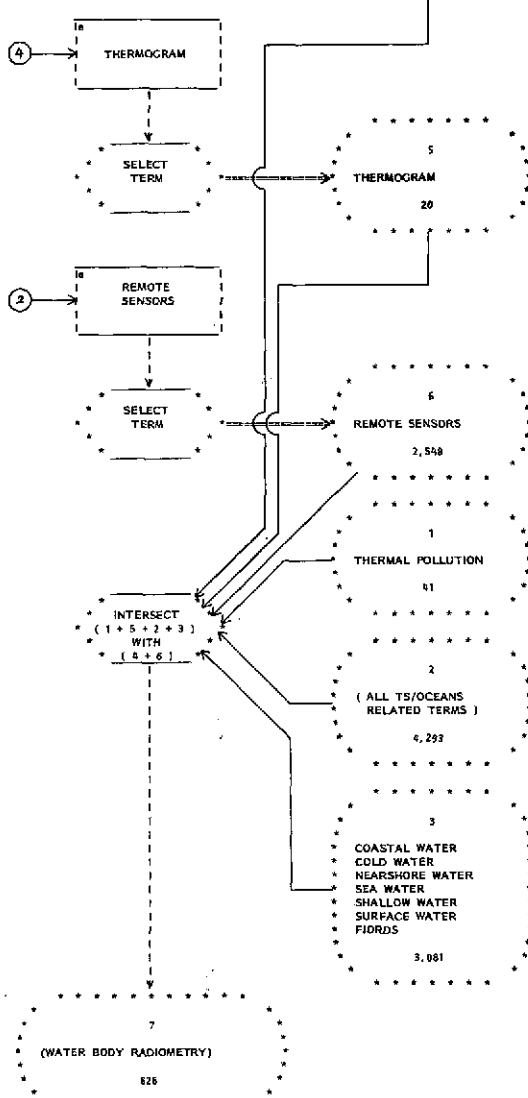 4
e
THERMOGRAM
SELECT
TERM
5
THERMOGRAM
20
2
e
REMOTE
SENSORS
SELECT
TERM
6
REMOTE SENSORS
2,548
1
THERMAL POLLUTION
41
INTERSECT
( 1 + 5 + 2 + 3 )
WITH
( 4 + 6 )
2
( ALL TS/OCEANS
RELATED TERMS )
4,293
3
COASTAL WATER
COLD WATER
NEARSHORE WATER
SEA WATER
SHALLOW WATER
SURFACE WATER
FIORDS
3,081
7
(WATER BODY RADIOMETRY)
626